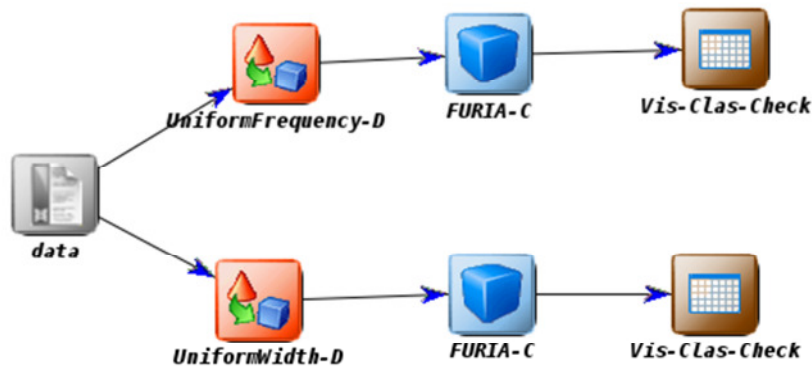 UniformFrequency-D
FURIA-C
Vis-Clas-Check
data
UniformWidth-D
FURIA-C
Vis-Clas-Check